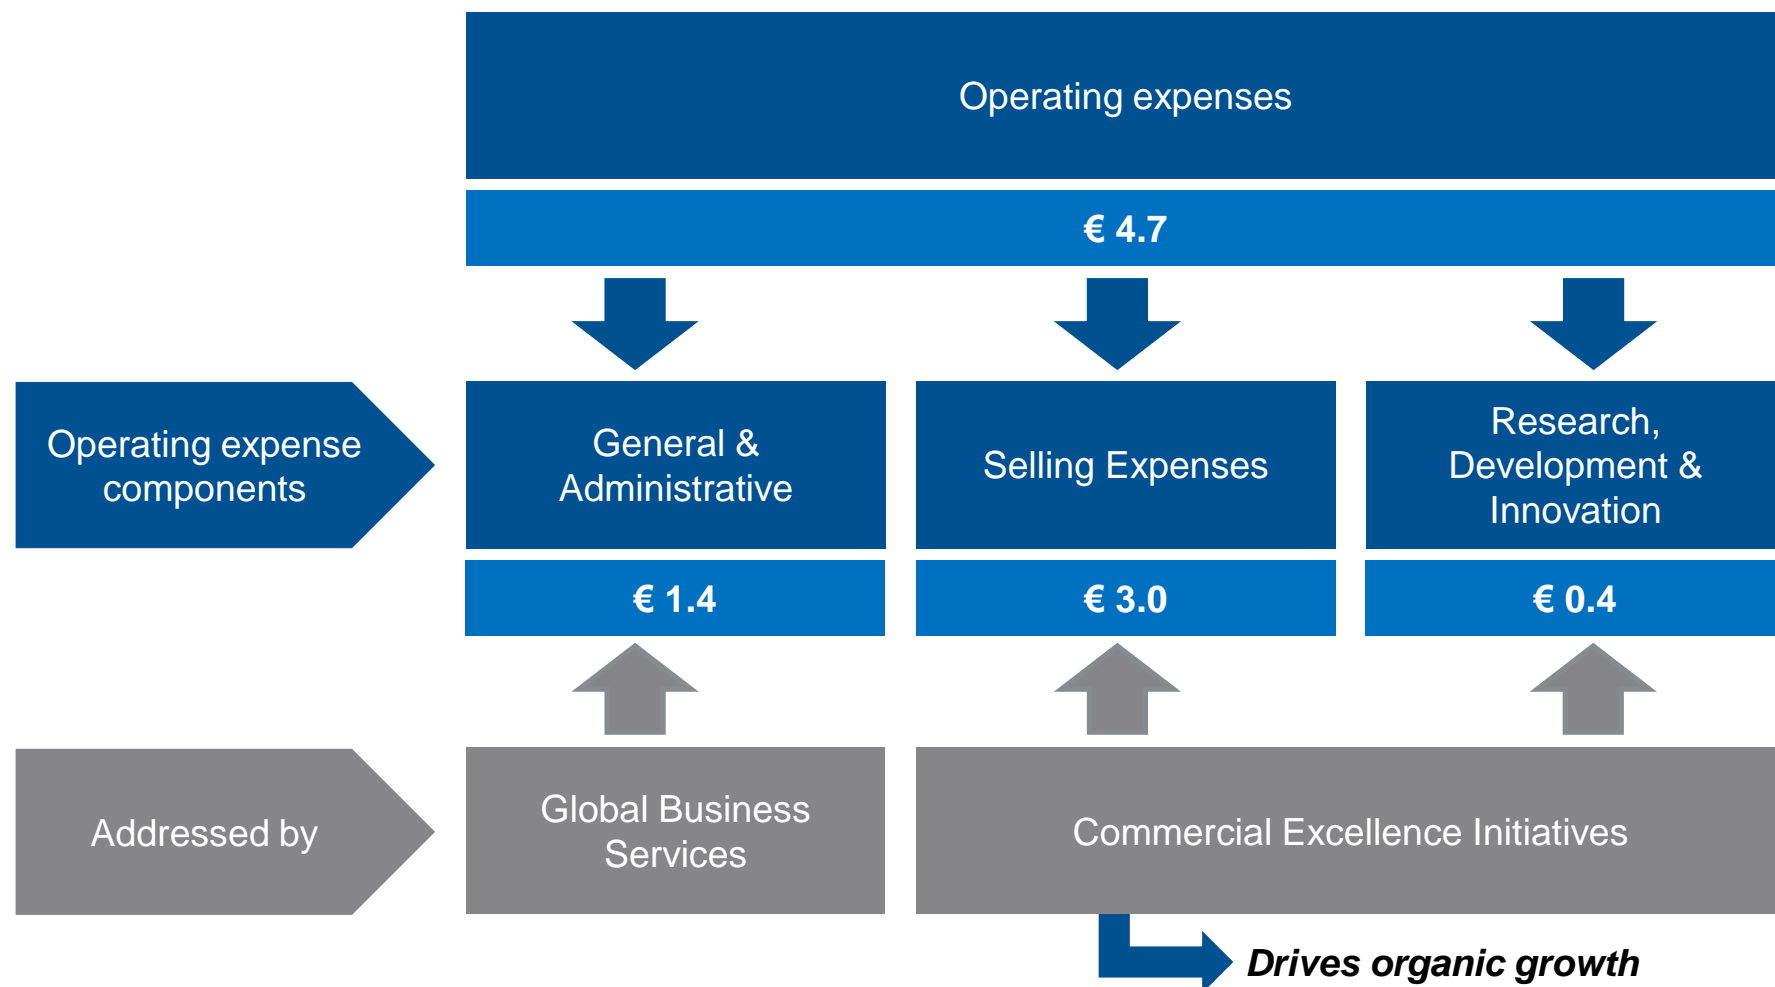 Operating expenses
€ 4.7
Operating expense
components
General &
Administrative
Selling Expenses
Research,
Development &
Innovation
€ 1.4
€ 3.0
€ 0.4
Addressed by
Global Business
Services
Commercial Excellence Initiatives
Drives organic growth